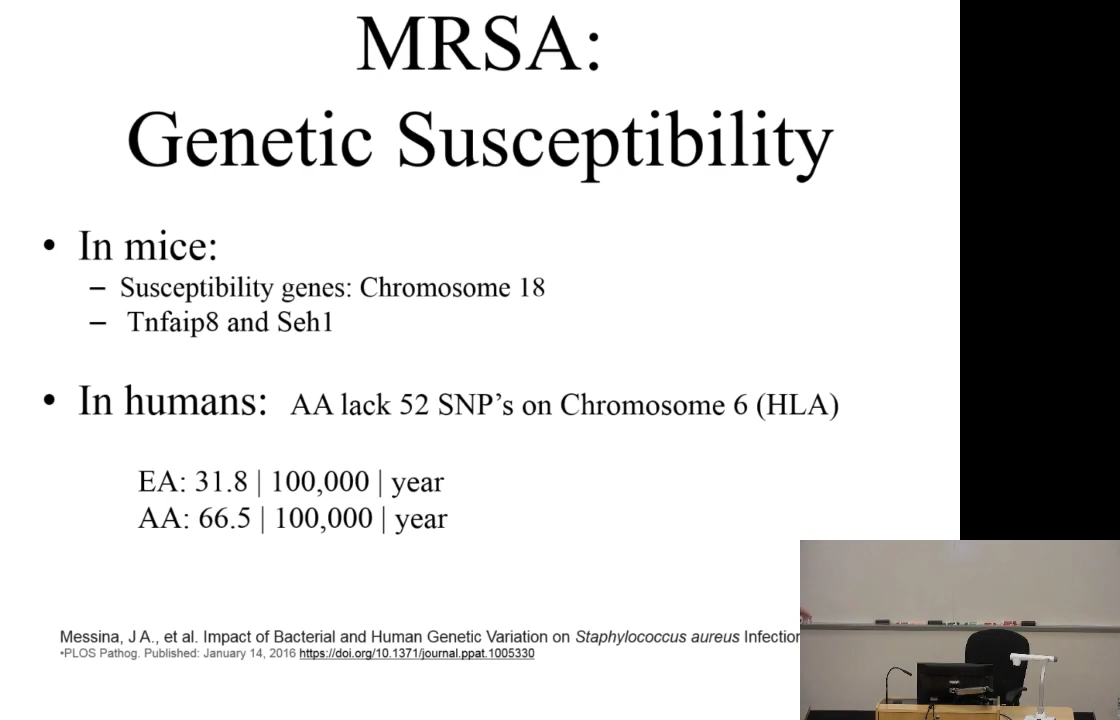 MRSA:
Genetic Susceptibility
• In mice:
– Susceptibility genes: Chromosome 18
– Tnfaip8 and Seh1
• In humans: AA lack 52 SNP's on Chromosome 6 (HLA)
EA: 31.8 | 100,000 | year
AA: 66.5 | 100,000 | year
Messina, J A., et al. Impact of Bacterial and Human Genetic Variation on Staphylococcus aureus Infection
•PLOS Pathog. Published: January 14, 2016 https://doi.org/10.1371/journal.ppat.1005330